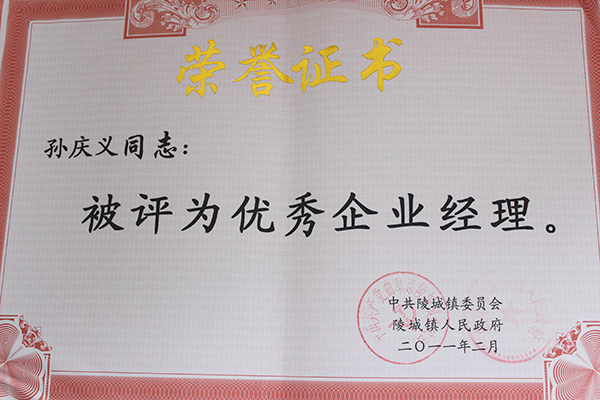 荣誉证书
孙庆义同志：
被评为优秀企业经理。
中共陵城镇委员会
陵城镇人民政府
二〇一一年二月